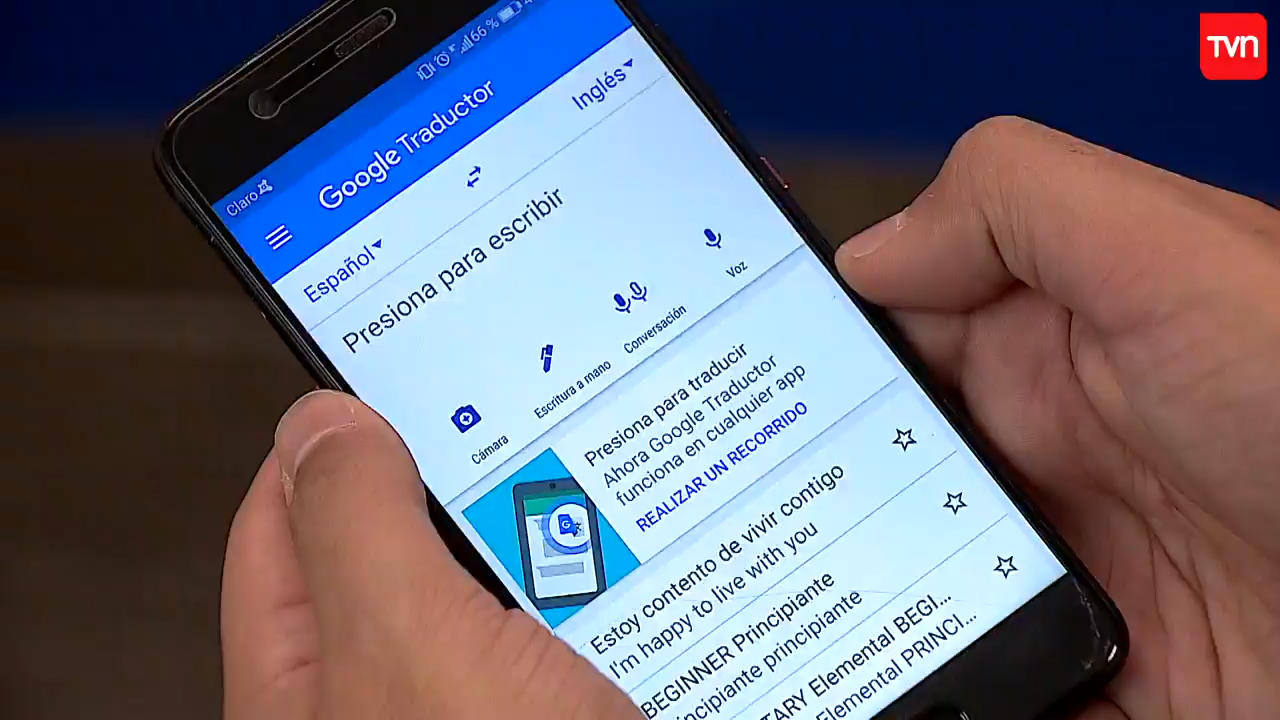 TVN
Claro
66 %
Google Traductor
Español
Inglés
Presiona para escribir
Cámara
Escritura a mano
Conversación
Voz
Presiona para traducir
Ahora Google Traductor
funciona en cualquier app
REALIZAR UN RECORRIDO
Estoy contento de vivir contigo
I'm happy to live with you
BEGINNER Principiante
principiante
Elemental BEGI...
Elemental PRINCI...